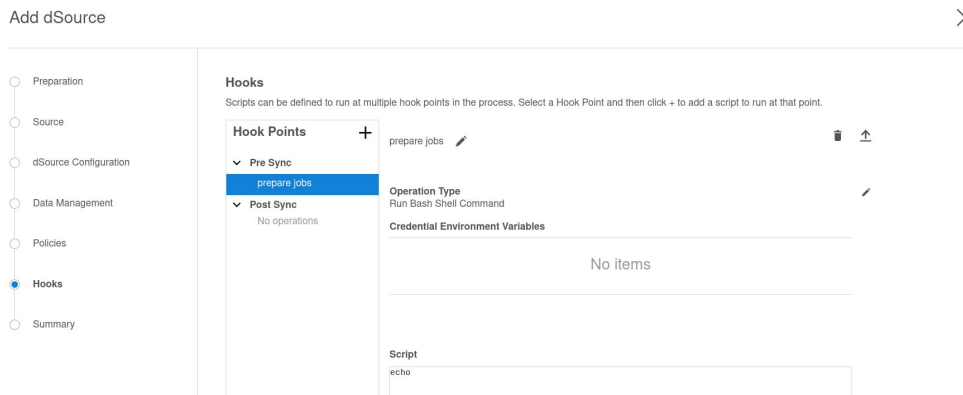 Add dSource
Preparation
Source
dSource Configuration
Data Management
Policies
Hooks
Summary
Hooks
Scripts can be defined to run at multiple hook points in the process. Select a Hook Point and then click + to add a script to run at that point.
Hook Points
Pre Sync
prepare jobs
Post Sync
No operations
prepare jobs
Operation Type
Run Bash Shell Command
Credential Environment Variables
No items
Script
echo